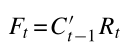 $F_t = C'_{t-1} R_t$